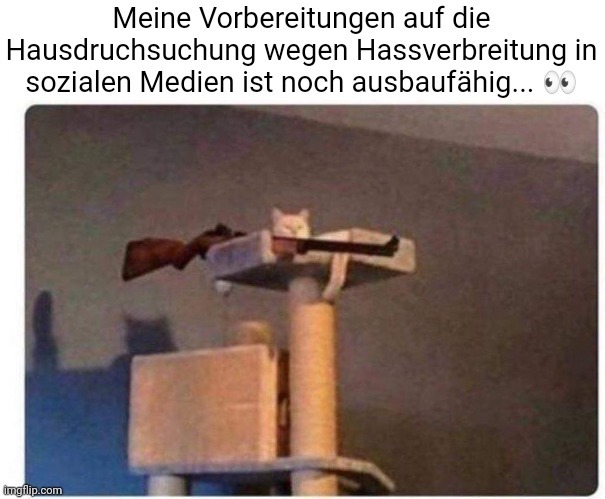 Meine Vorbereitungen auf die
Hausdruchsuchung wegen Hassverbreitung in
sozialen Medien ist noch ausbaufähig... 👀
imgflip.com